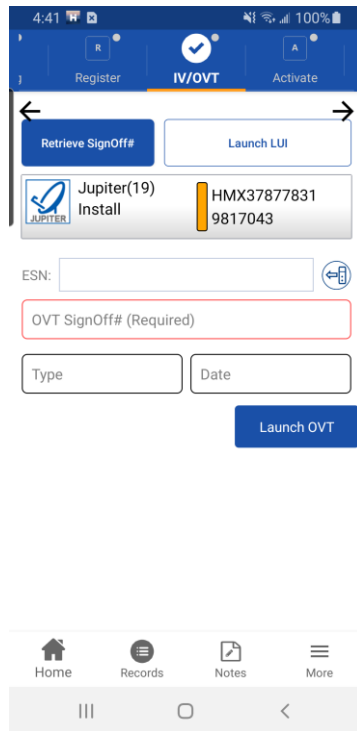 4:41 100%
R A
Register IV/OVT Activate
Retrieve SignOff# Launch LUI
Jupiter(19) HMX37877831
Install 9817043
JUPITER
ESN:
OVT SignOff# (Required)
Type Date
Launch OVT
Home Records Notes More